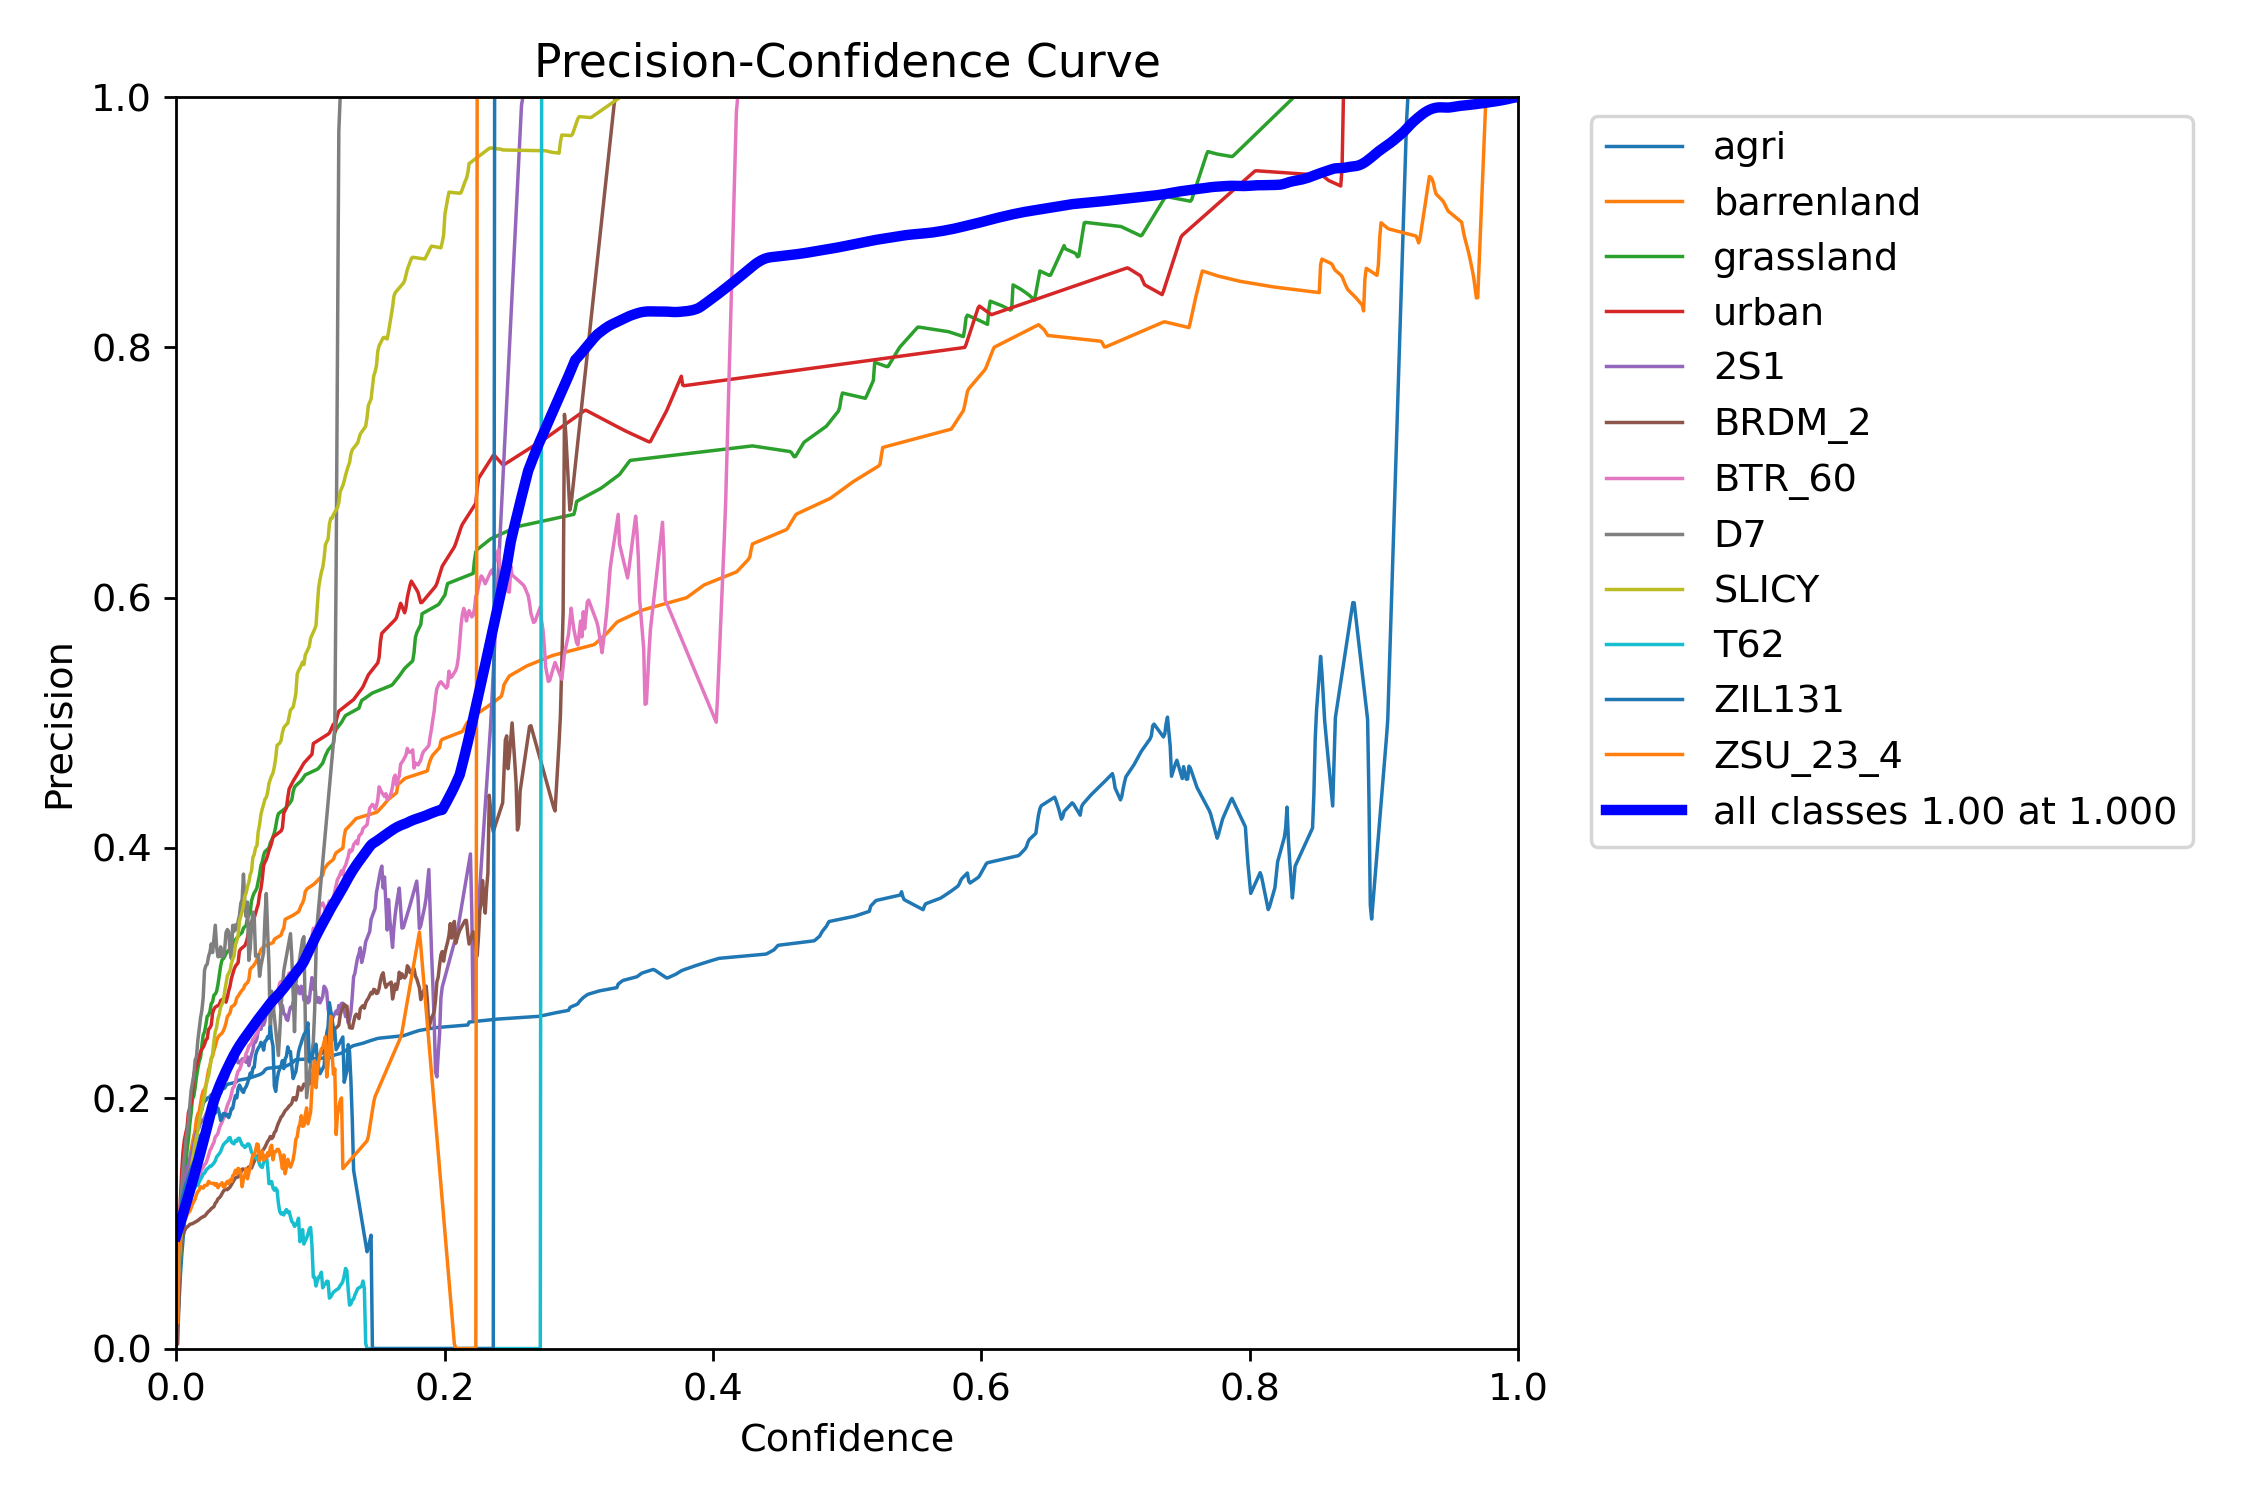 Precision-Confidence Curve
1.0
0.8
0.6
0.4
0.2
0.0
Precision
0.0 0.2 0.4 0.6 0.8 1.0
Confidence
agri
barrenland
grassland
urban
2S1
BRDM_2
BTR_60
D7
SLICY
T62
ZIL131
ZSU_23_4
all classes 1.00 at 1.000